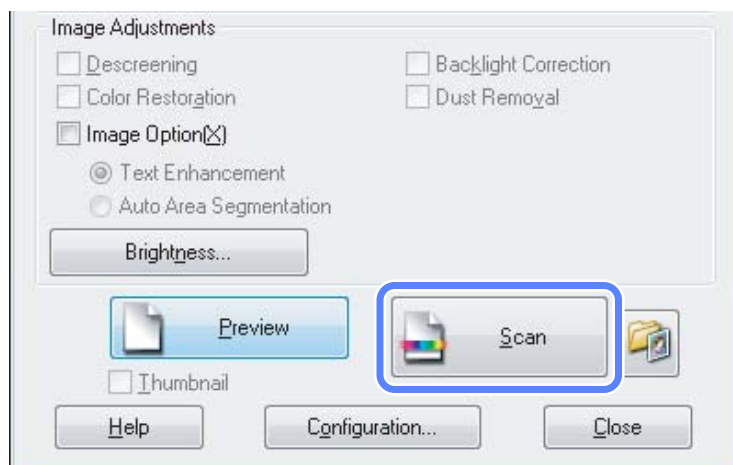 Image Adjustments
Descreening
Backlight Correction
Color Restoration
Dust Removal
Image Option(X)
Text Enhancement
Auto Area Segmentation
Brightness...
Preview
Scan
Thumbnail
Help
Configuration...
Close